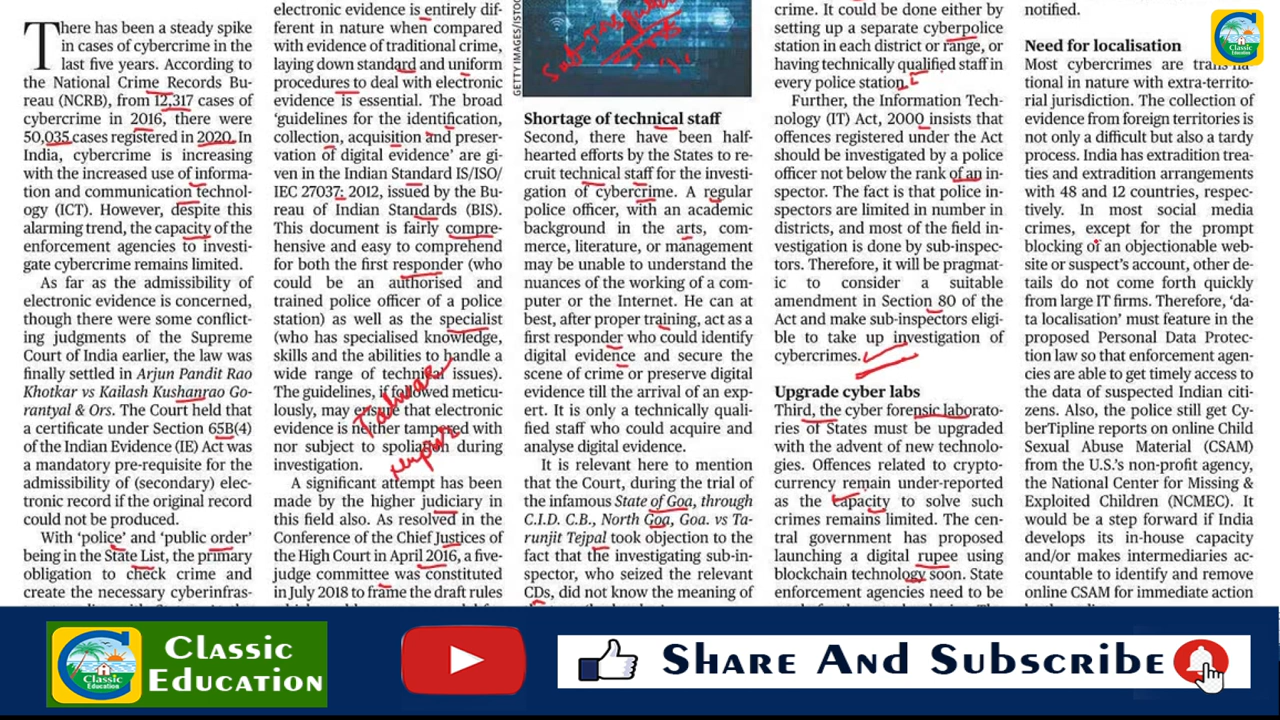 There has been a steady spike
in cases of cybercrime in the
last five years. According to
the National Crime Records Bu-
reau (NCRB), from 12,317 cases of
cybercrime in 2016, there were
50,035 cases registered in 2020. In
India, cybercrime is increasing
with the increased use of informa-
tion and communication technol-
ogy (ICT). However, despite this
alarming trend, the capacity of the
enforcement agencies to investi-
gate cybercrime remains limited.
As far as the admissibility of
electronic evidence is concerned,
though there were some conflict-
ing judgments of the Supreme
Court of India earlier, the law was
finally settled in Arjun Pandit Rao
Khotkar vs Kailash Kushanrao Go-
rantyal & Ors. The Court held that
a certificate under Section 65B(4)
of the Indian Evidence (IE) Act was
a mandatory pre-requisite for the
admissibility of (secondary) elec-
tronic record if the original record
could not be produced.
With 'police' and 'public order'
being in the State List, the primary
obligation to check crime and
create the necessary cyberinfras-
electronic evidence is entirely dif-
ferent in nature when compared
with evidence of traditional crime,
laying down standard and uniform
procedures to deal with electronic
evidence is essential. The broad
'guidelines for the identification,
collection, acquisition and preser-
vation of digital evidence' are gi-
ven in the Indian Standard IS/ISO/
IEC 27037: 2012, issued by the Bu-
reau of Indian Standards (BIS).
This document is fairly compre-
hensive and easy to comprehend
for both the first responder (who
could be an authorised and
trained police officer of a police
station) as well as the specialist
(who has specialised knowledge,
skills and the abilities to handle a
wide range of technical issues).
The guidelines, if followed meticu-
lously, may ensure that electronic
evidence is neither tampered with
nor subject to spoliation during
investigation.
A significant attempt has been
made by the higher judiciary in
this field also. As resolved in the
Conference of the Chief Justices of
the High Court in April 2016, a five-
judge committee was constituted
in July 2018 to frame the draft rules
GETTY IMAGES/ISTOC
Shortage of technical staff
Second, there have been half-
hearted efforts by the States to re-
cruit technical staff for the investi-
gation of cybercrime. A regular
police officer, with an academic
background in the arts, com-
merce, literature, or management
may be unable to understand the
nuances of the working of a com-
puter or the Internet. He can at
best, after proper training, act as a
first responder who could identify
digital evidence and secure the
scene of crime or preserve digital
evidence till the arrival of an exp-
ert. It is only a technically quali-
fied staff who could acquire and
analyse digital evidence.
It is relevant here to mention
that the Court, during the trial of
the infamous State of Goa, through
C.I.D. C.B., North Goa, Goa. vs Ta-
runjit Tejpal took objection to the
fact that the investigating sub-in-
spector, who seized the relevant
CDs, did not know the meaning of
crime. It could be done either by
setting up a separate cyberpolice
station in each district or range, or
having technically qualified staff in
every police station.
Further, the Information Tech-
nology (IT) Act, 2000 insists that
offences registered under the Act
should be investigated by a police
officer not below the rank of an in-
spector. The fact is that police in-
spectors are limited in number in
districts, and most of the field in-
vestigation is done by sub-inspec-
tors. Therefore, it will be pragmat-
ic to consider a suitable
amendment in Section 80 of the
Act and make sub-inspectors eligi-
ble to take up investigation of
cybercrimes.
Upgrade cyber labs
Third, the cyber forensic laborato-
ries of States must be upgraded
with the advent of new technolo-
gies. Offences related to crypto-
currency remain under-reported
as the capacity to solve such
crimes remains limited. The cen-
tral government has proposed
launching a digital rupee using
blockchain technology soon. State
enforcement agencies need to be
notified.
Need for localisation
Most cybercrimes are trans-na-
tional in nature with extra-territo-
rial jurisdiction. The collection of
evidence from foreign territories is
not only a difficult but also a tardy
process. India has extradition trea-
ties and extradition arrangements
with 48 and 12 countries, respec-
tively. In most social media
crimes, except for the prompt
blocking of an objectionable web-
site or suspect's account, other de-
tails do not come forth quickly
from large IT firms. Therefore, 'da-
ta localisation' must feature in the
proposed Personal Data Protec-
tion law so that enforcement agen-
cies are able to get timely access to
the data of suspected Indian citi-
zens. Also, the police still get Cy-
berTipline reports on online Child
Sexual Abuse Material (CSAM)
from the U.S.'s non-profit agency,
the National Center for Missing &
Exploited Children (NCMEC). It
would be a step forward if India
develops its in-house capacity
and/or makes intermediaries ac-
countable to identify and remove
online CSAM for immediate action
Classic
Education
Classic
Education
Classic
Education
Share And Subscribe